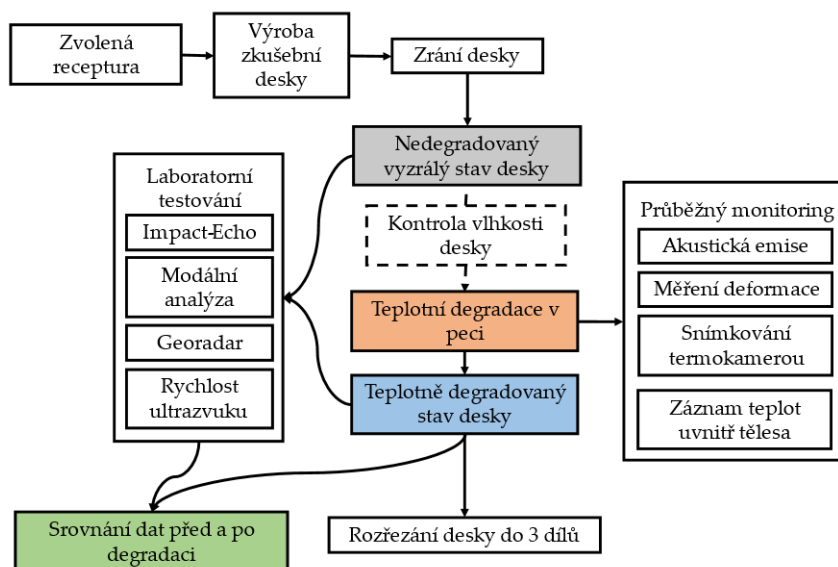 Zvolená
receptura
Výroba
zkušební
desky
Zrání desky
Nedegradovaný
vyzrálý stav desky
Laboratorní
testování
Impact-Echo
Modální
analýza
Georadar
Rychlost
ultrazvuku
Kontrola vlhkosti
desky
Teplotní degradace v
peci
Teplotně degradovaný
stav desky
Průběžný monitoring
Akustická emise
Měření deformace
Snímkování
termokamerou
Záznam teplot
uvnitř tělesa
Srovnání dat před a po
degradaci
Rozřezání desky do 3 dílů